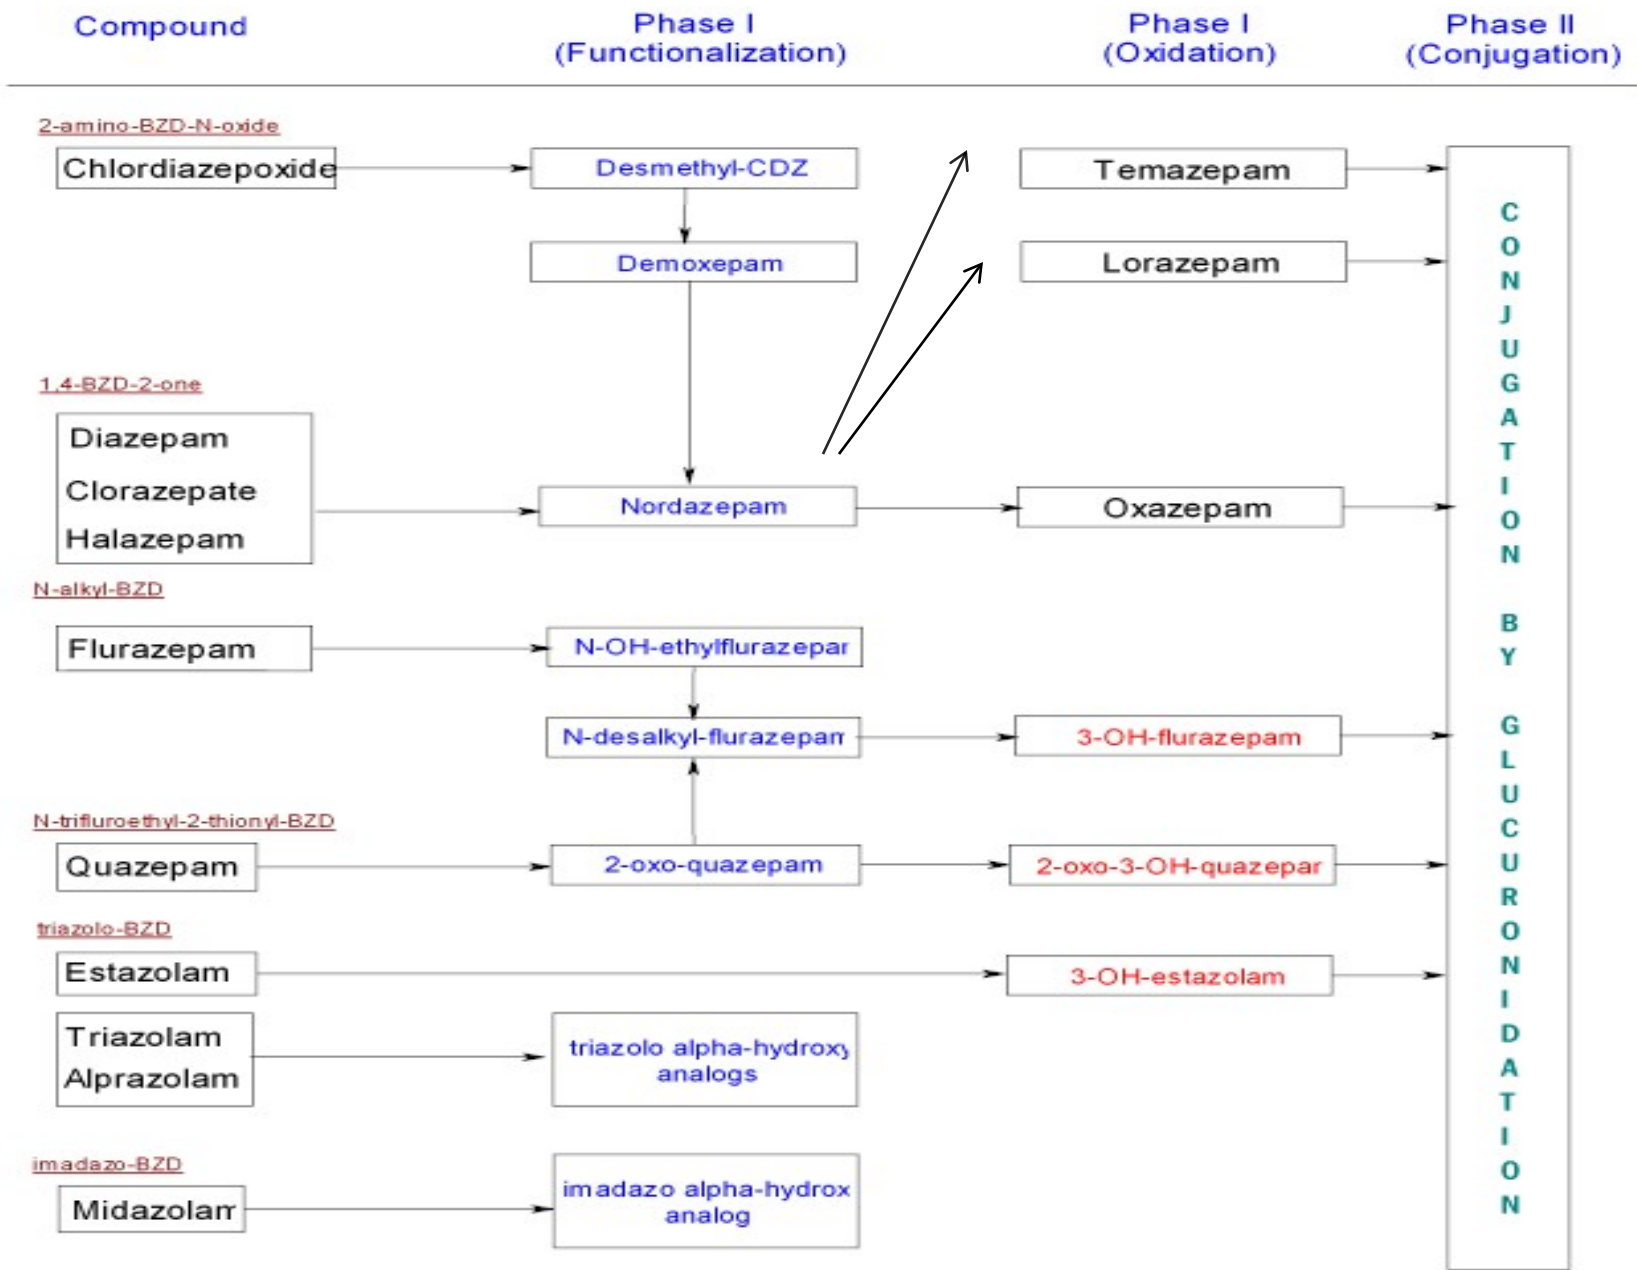 Compound
Phase I
(Functionalization)
Phase I
(Oxidation)
Phase II
(Conjugation)
2-amino-BZD-N-oxide
Chlordiazepoxide
Desmethyl-CDZ
Temazepam
Demoxepam
Lorazepam
1,4-BZD-2-one
Diazepam
Clorazepate
Halazepam
Nordazepam
Oxazepam
N-alkyl-BZD
Flurazepam
N-OH-ethylflurazepar
N-desalkyl-flurazepan
3-OH-flurazepam
N-trifluroethyl-2-thionyl-BZD
Quazepam
2-oxo-quazepam
2-oxo-3-OH-quazepar
triazolo-BZD
Estazolam
3-OH-estazolam
Triazolam
Alprazolam
triazolo alpha-hydroxy
analogs
imadazo-BZD
Midazolam
imadazo alpha-hydrox
analog
CONJUGATION BY GLUCURONIDATION